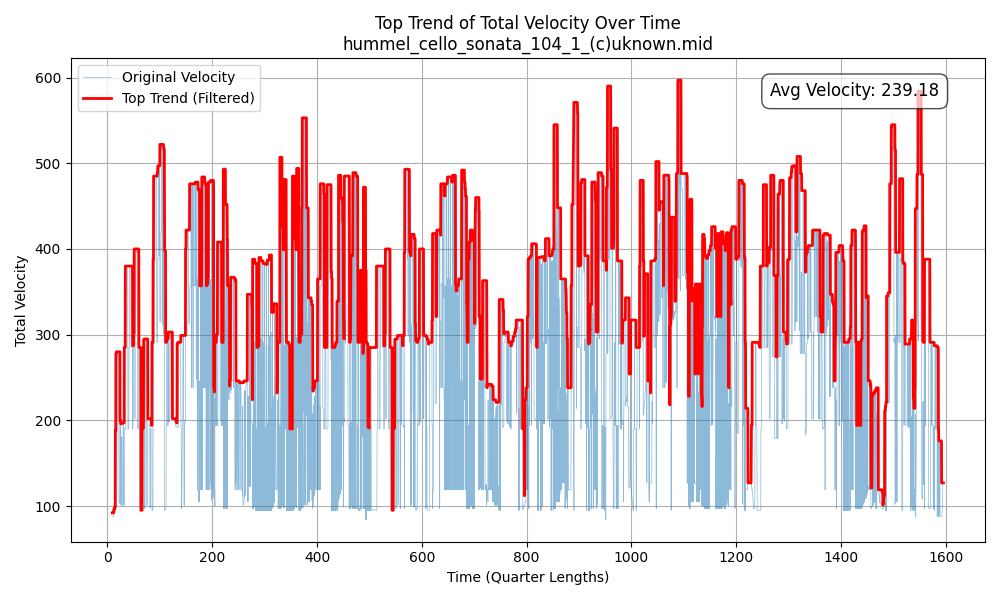 Top Trend of Total Velocity Over Time
hummel_cello_sonata_104_1_(c)uknown.mid
Original Velocity
Top Trend (Filtered)
Avg Velocity: 239.18
Total Velocity
600
500
400
300
200
100
0 200 400 600 800 1000 1200 1400 1600
Time (Quarter Lengths)